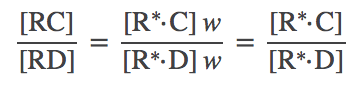 [RC] / [RD] = [R*·C] w / [R*·D] w = [R*·C] / [R*·D]